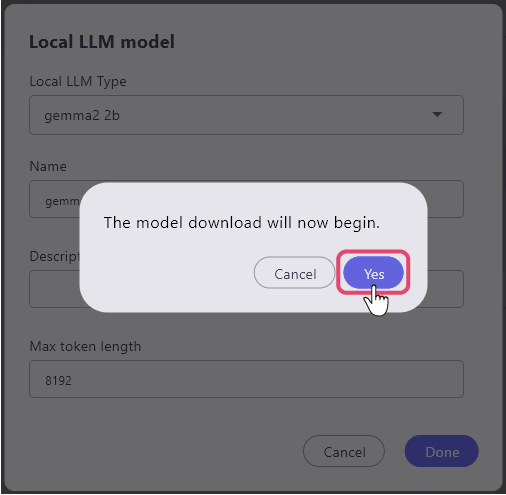 Local LLM model
Local LLM Type
gemma2 2b
Name
gemm
The model download will now begin.
Descript
Cancel
Yes
Max token length
8192
Cancel
Done